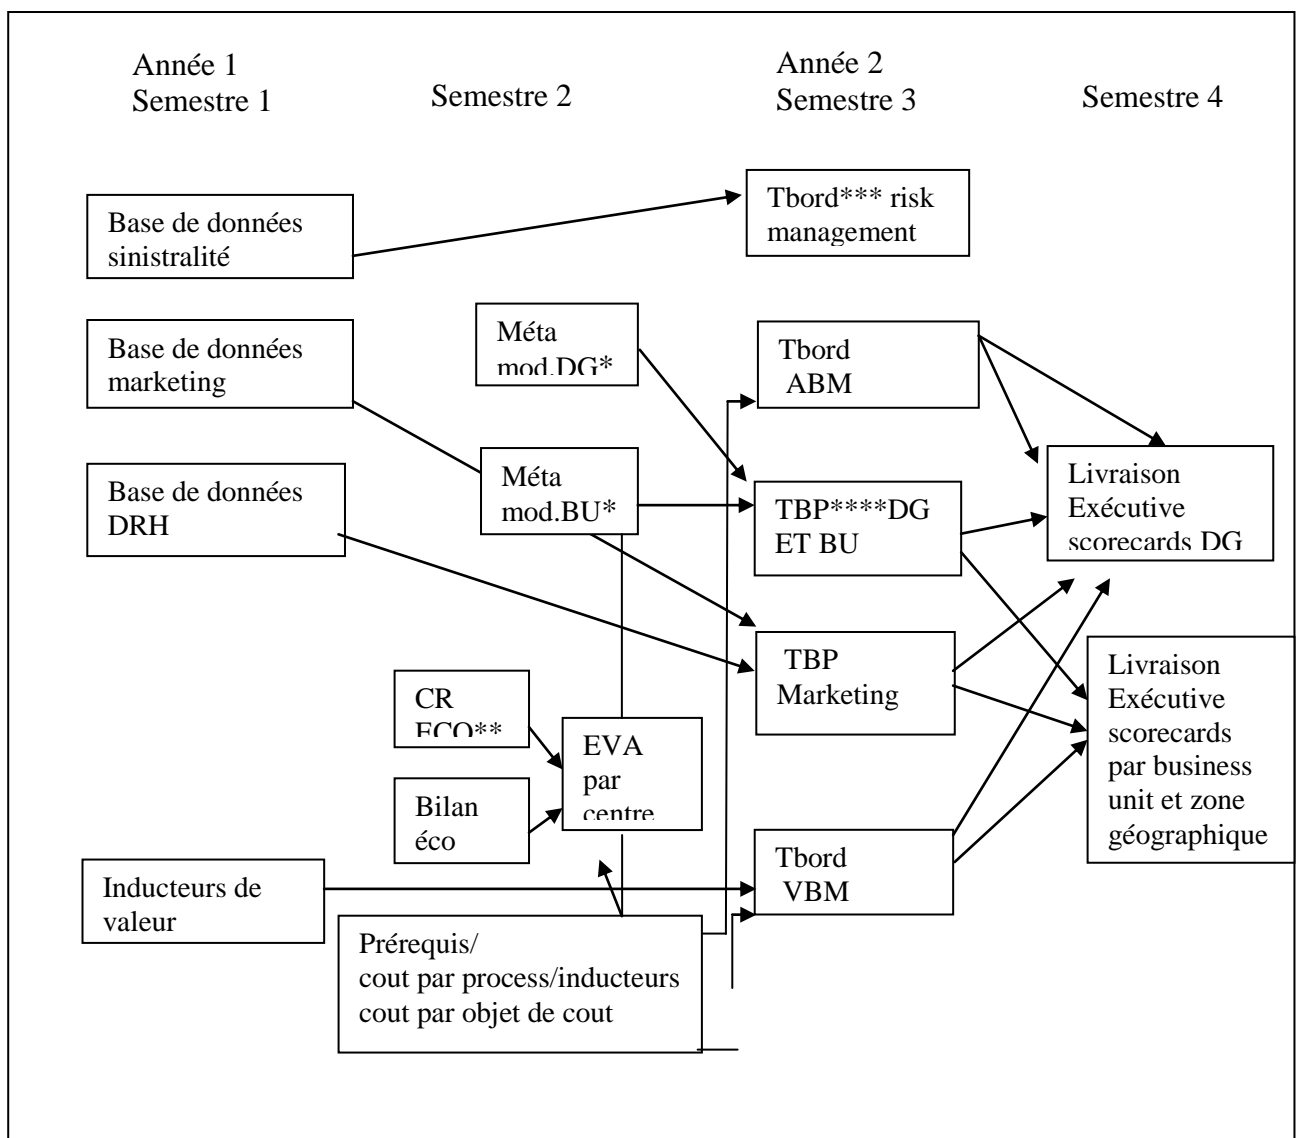 Année 1
Semestre 1
Semestre 2
Année 2
Semestre 3
Semestre 4
Base de données
sinistralité
Tbord*** risk
management
Base de données
marketing
Méta
mod.DG*
Tbord
ABM
Base de données
DRH
Méta
mod.BU*
TBP****DG
ET BU
Livraison
Exécutive
scorecards DG
TBP
Marketing
Livraison
Exécutive
scorecards
par business
unit et zone
géographique
CR
ECO**
Bilan
éco
EVA
par
centre
Tbord
VBM
Inducteurs de
valeur
Prérequis/
cout par process/inducteurs
cout par objet de cout